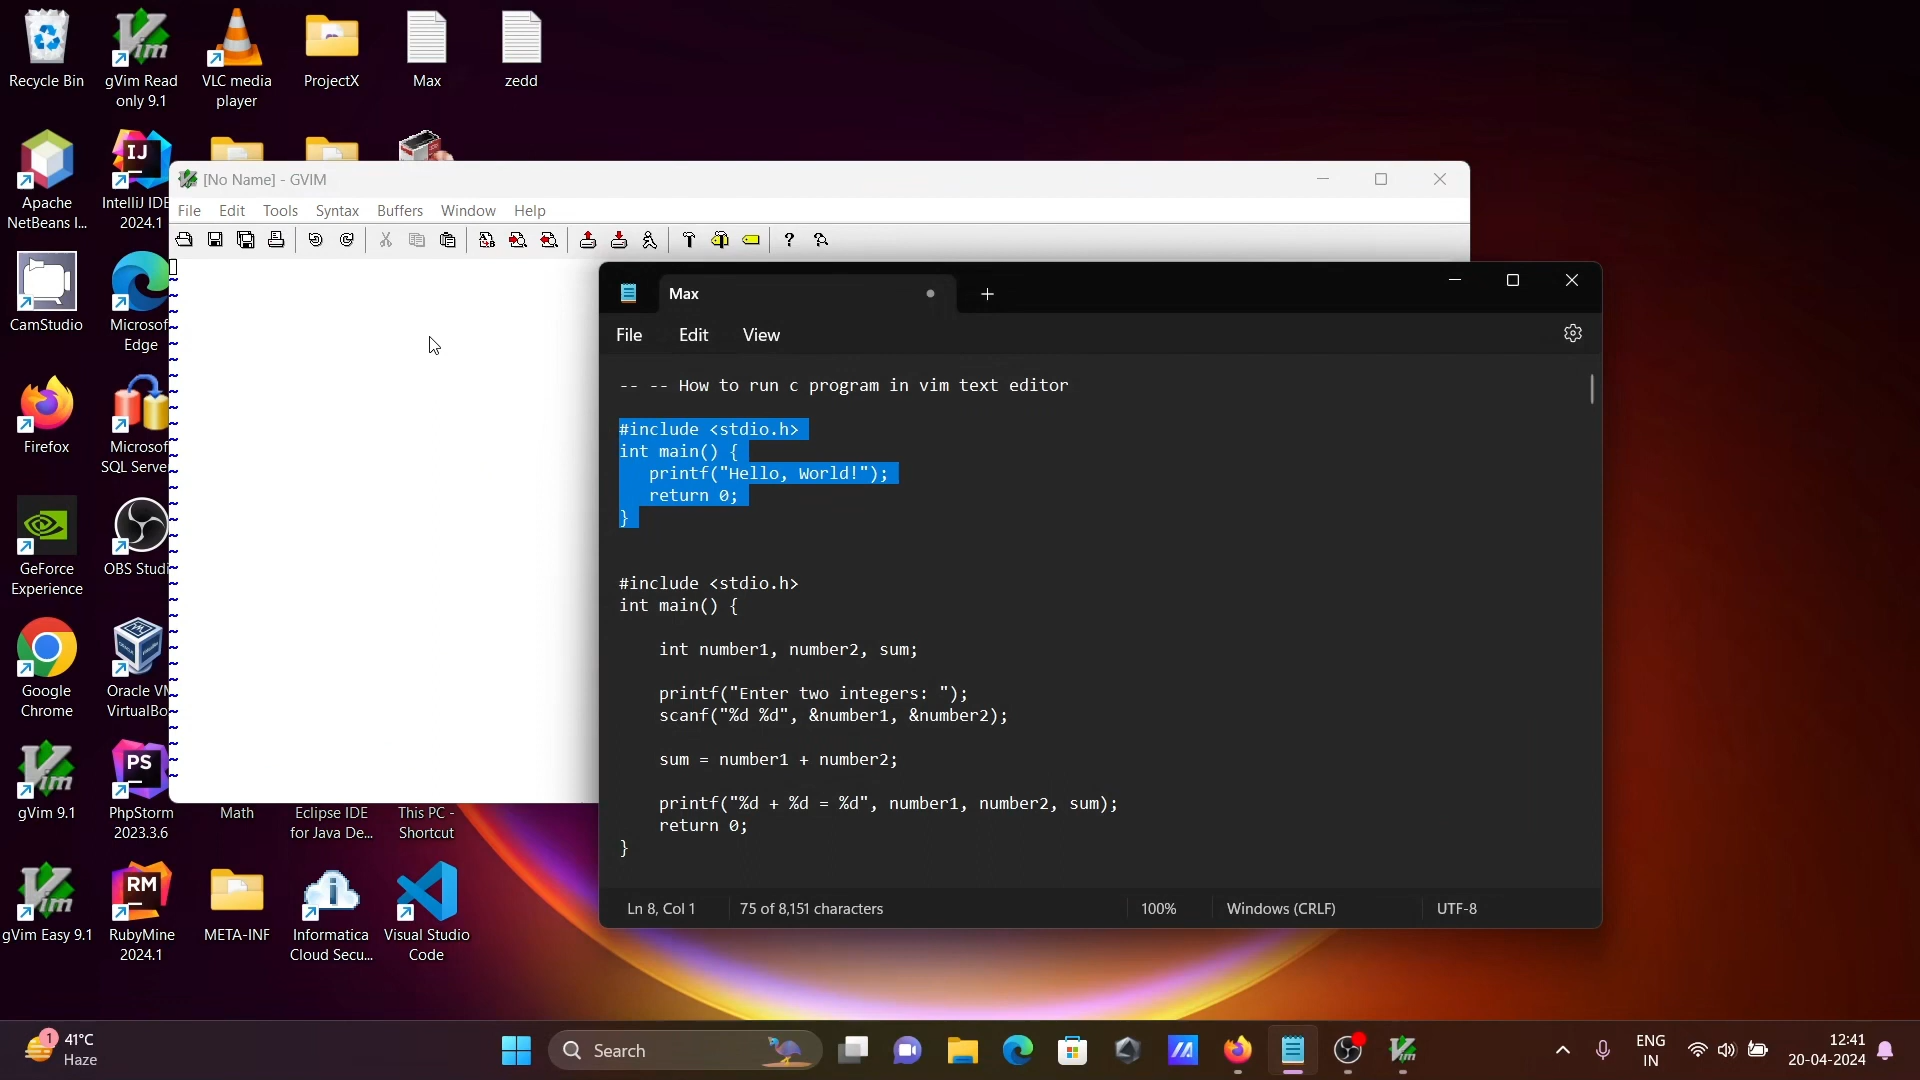 Recycle Bin
gVim Read
only 9.1
VLC media
player
ProjectX
Max
zedd
Apache
NetBeans I...
IJ
IntelliJ IDE
2024.1
CamStudio
Microsof
Edge
Firefox
Microsof
SQL Serve
GeForce
Experience
OBS Studi
Google
Chrome
Oracle VM
VirtualBo
gVim 9.1
PS
PhpStorm
2023.3.6
Math
Eclipse IDE
for Java De...
This PC -
Shortcut
gVim Easy 9.1
RM
RubyMine
2024.1
META-INF
Informatica
Cloud Secu...
Visual Studio
Code
[No Name] - GVIM
File Edit Tools Syntax Buffers Window Help
Max
File Edit View
-- -- How to run c program in vim text editor
#include <stdio.h>
int main() {
printf("Hello, World!");
return 0;
}
#include <stdio.h>
int main() {
int number1, number2, sum;
printf("Enter two integers: ");
scanf("%d %d", &number1, &number2);
sum = number1 + number2;
printf("%d + %d = %d", number1, number2, sum);
return 0;
}
Ln 8, Col 1 75 of 8,151 characters 100% Windows (CRLF) UTF-8
1
41°C
Haze
Search
ENG
IN
12:41
20-04-2024